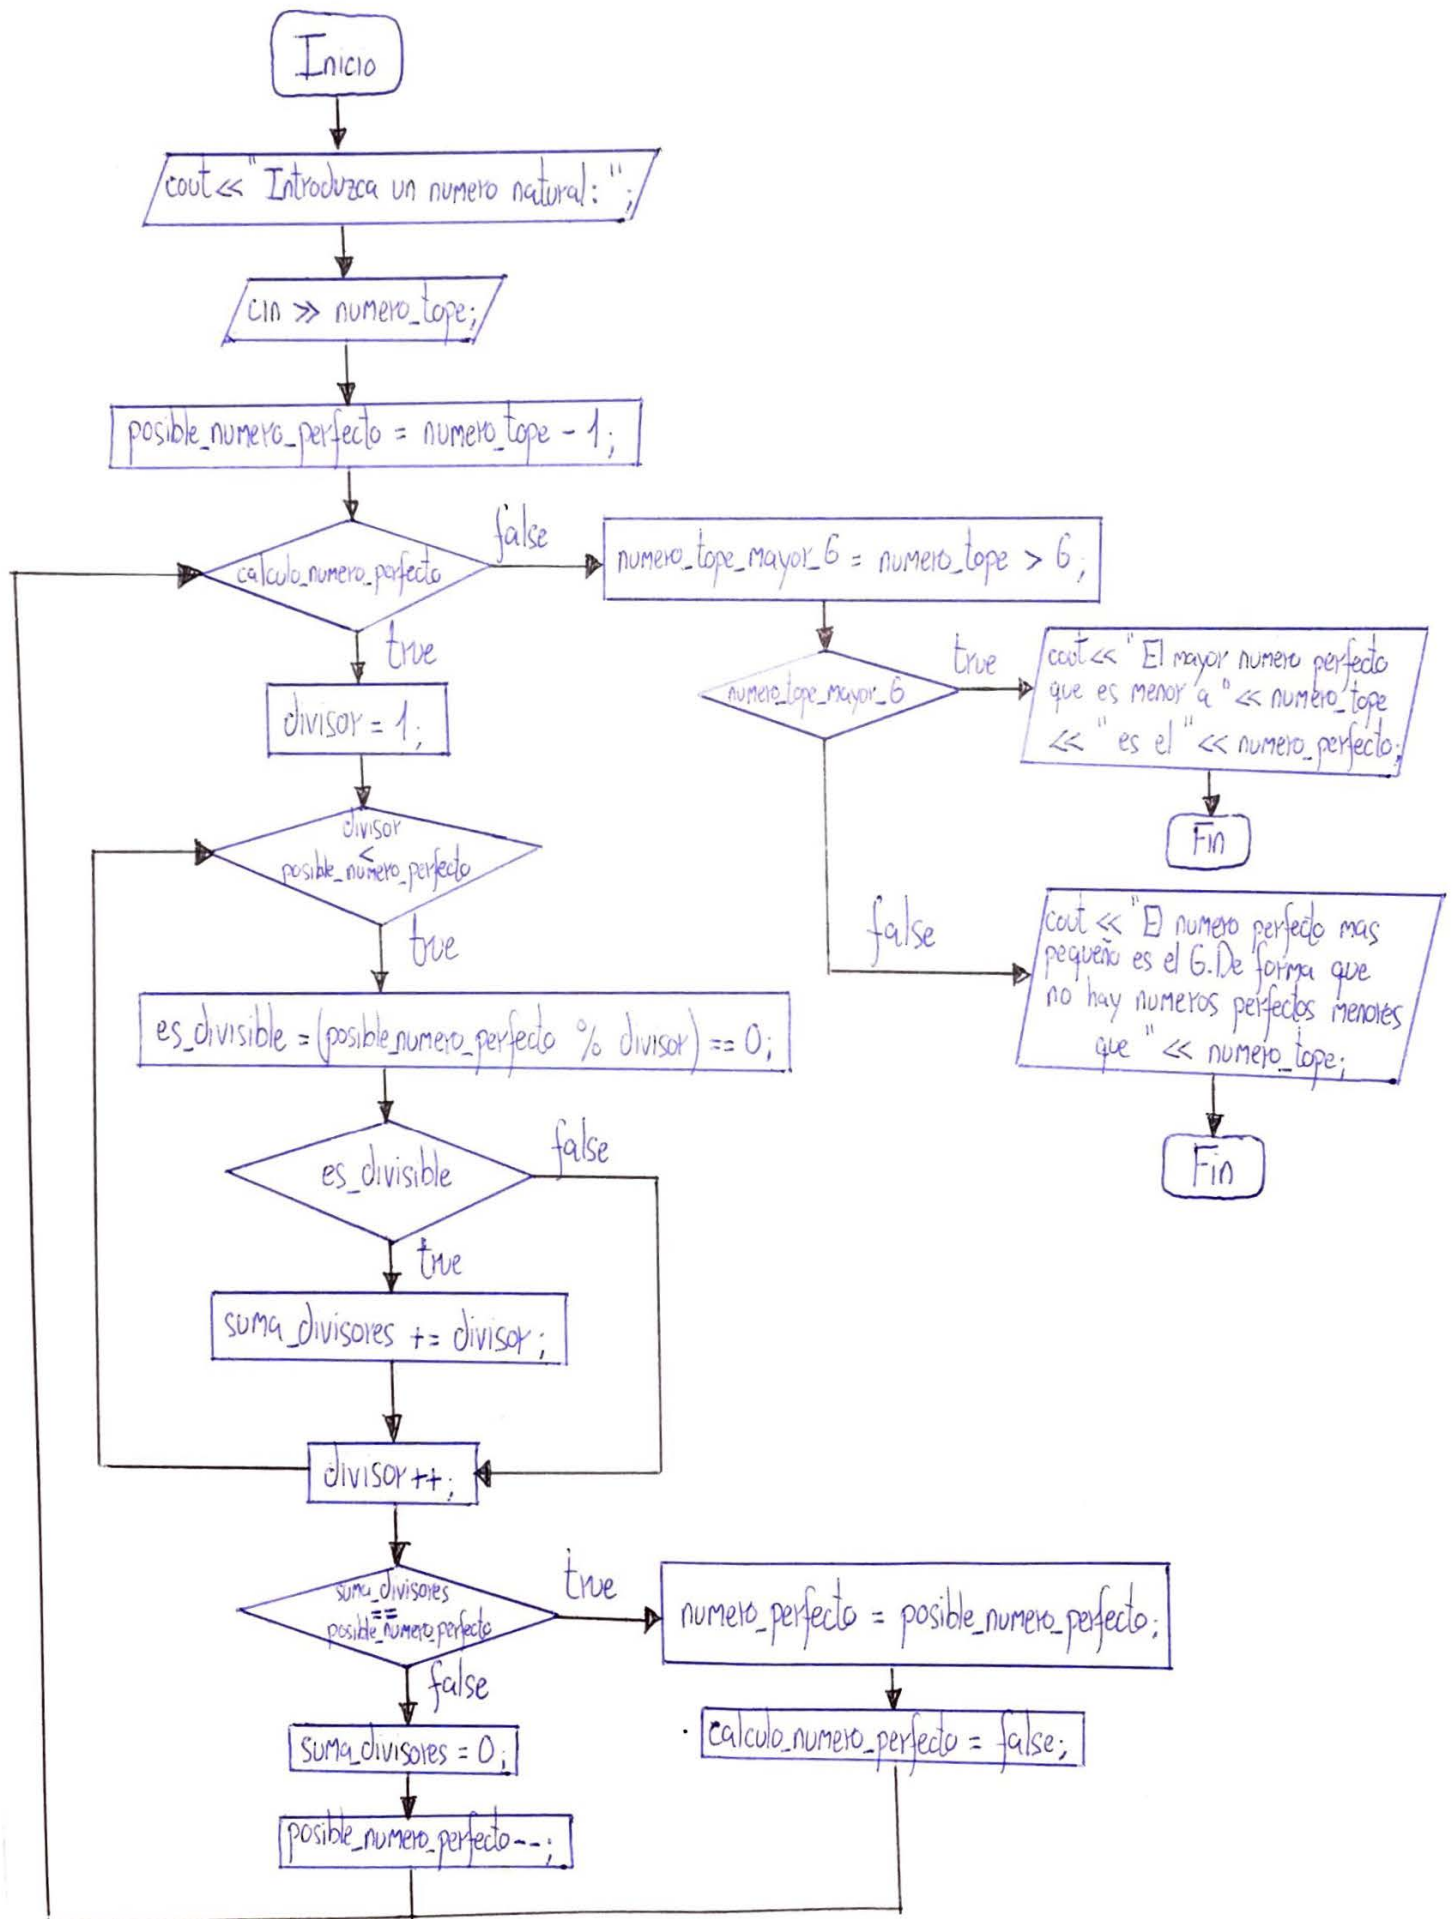 Inicio
cout << "Introduzca un numero natural: ";
cin >> numero_tope;
posible_numero_perfecto = numero_tope - 1;
calculo_numero_perfecto
false
numero_tope_mayor_6 = numero_tope > 6;
true
divisor = 1;
numero_tope_mayor_6
true
cout << "El mayor numero perfecto
que es menor a " << numero_tope
<< " es el " << numero_perfecto;
Fin
false
cout << "El numero perfecto mas
pequeño es el 6. De forma que
no hay numeros perfectos menores
que " << numero_tope;
Fin
divisor
<
posible_numero_perfecto
true
es_divisible = (posible_numero_perfecto % divisor) == 0;
es_divisible
false
true
suma_divisores += divisor;
divisor++;
suma_divisores
==
posible_numero_perfecto
true
numero_perfecto = posible_numero_perfecto;
calculo_numero_perfecto = false;
false
suma_divisores = 0;
posible_numero_perfecto--;